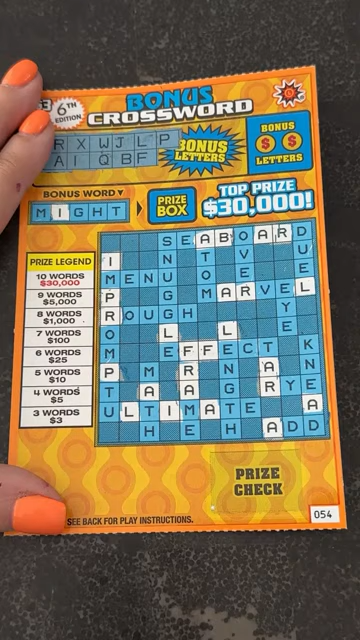 6TH
EDITION
BONUS
CROSSWORD
R X W J L P
A I Q B F
BONUS
LETTERS
BONUS
$ $
LETTERS
BONUS WORD
MIGHT
PRIZE
BOX
TOP PRIZE
$30,000!
PRIZE LEGEND
10 WORDS
$30,000
9 WORDS
$5,000
8 WORDS
$1,000
7 WORDS
$100
6 WORDS
$25
5 WORDS
$10
4 WORDS
$5
3 WORDS
$3
SEABOARD
MENU
MARVEL
ROUGH
EFFECT
RYE
ULTIMATE
ADD
PRIZE
CHECK
SEE BACK FOR PLAY INSTRUCTIONS.
054